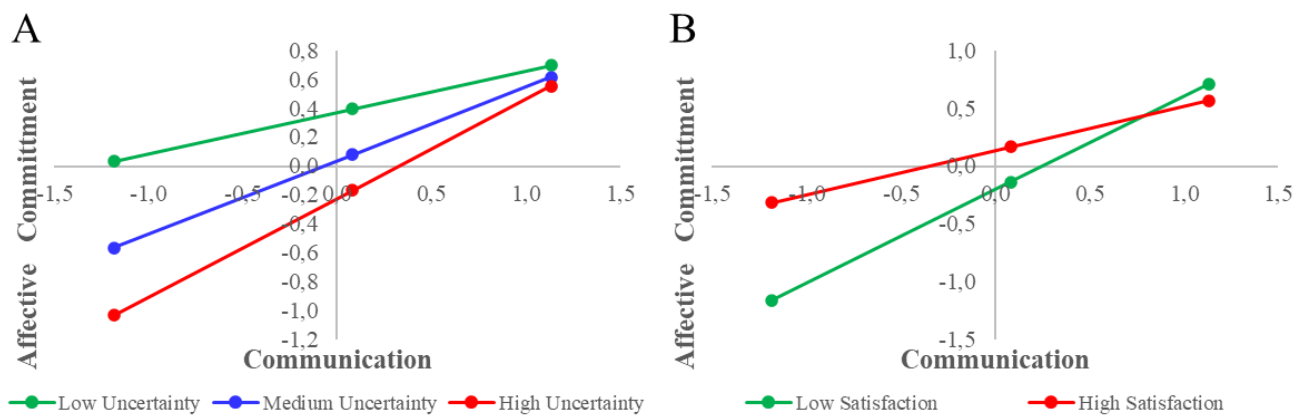 A
Affective Committment
0,8
0,6
0,4
0,2
0,0
-0,2
-0,4
-0,6
-0,8
-1,0
-1,2
-1,5
-1,0
-0,5
0,0
0,5
1,0
1,5
Communication
Low Uncertainty
Medium Uncertainty
High Uncertainty
B
Affective Committment
1,0
0,5
0,0
-0,5
-1,0
-1,5
-1,5
-1,0
-0,5
0,0
0,5
1,0
1,5
Communication
Low Satisfaction
High Satisfaction